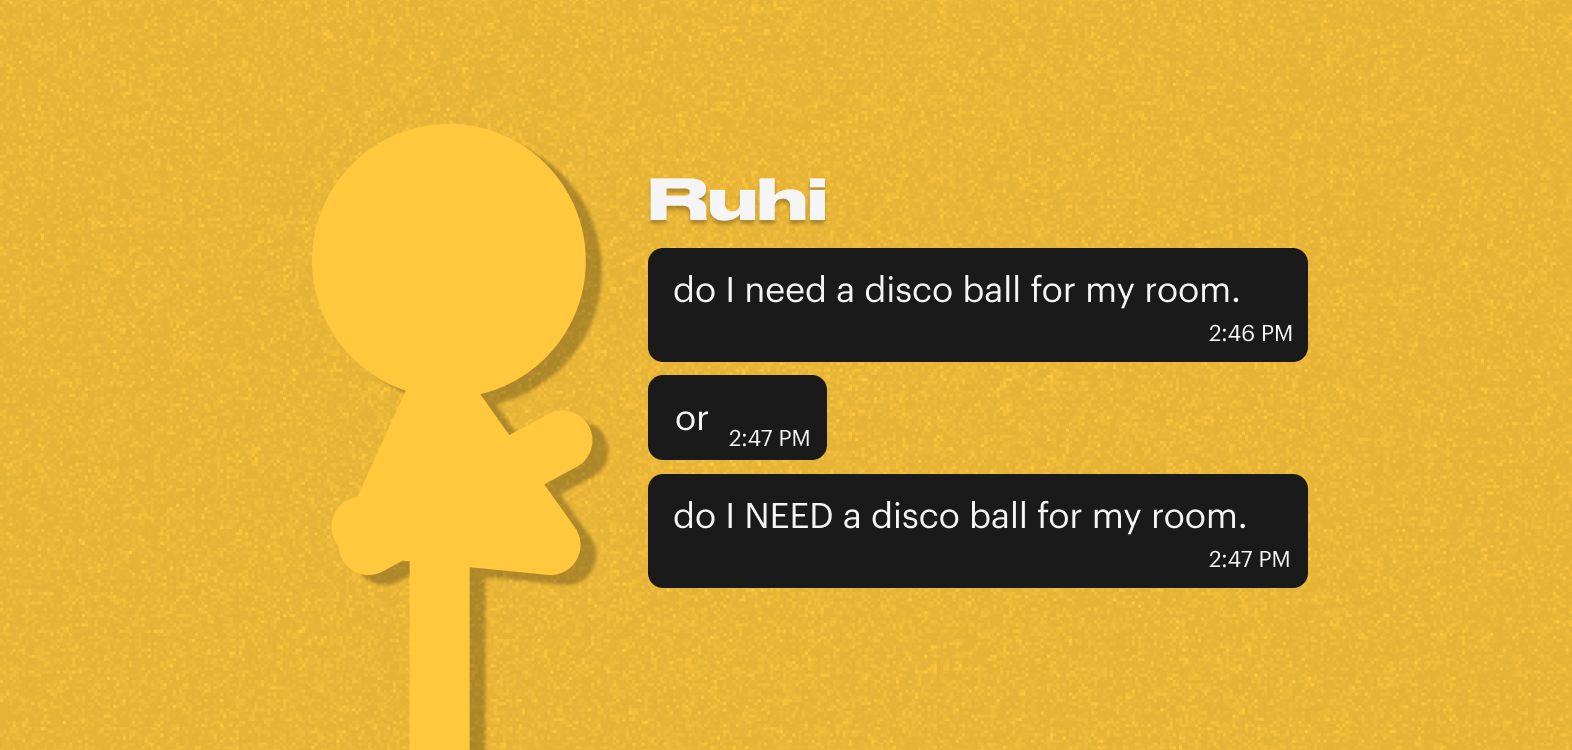 Ruhi
do I need a disco ball for my room.
2:46 PM
or
2:47 PM
do I NEED a disco ball for my room.
2:47 PM